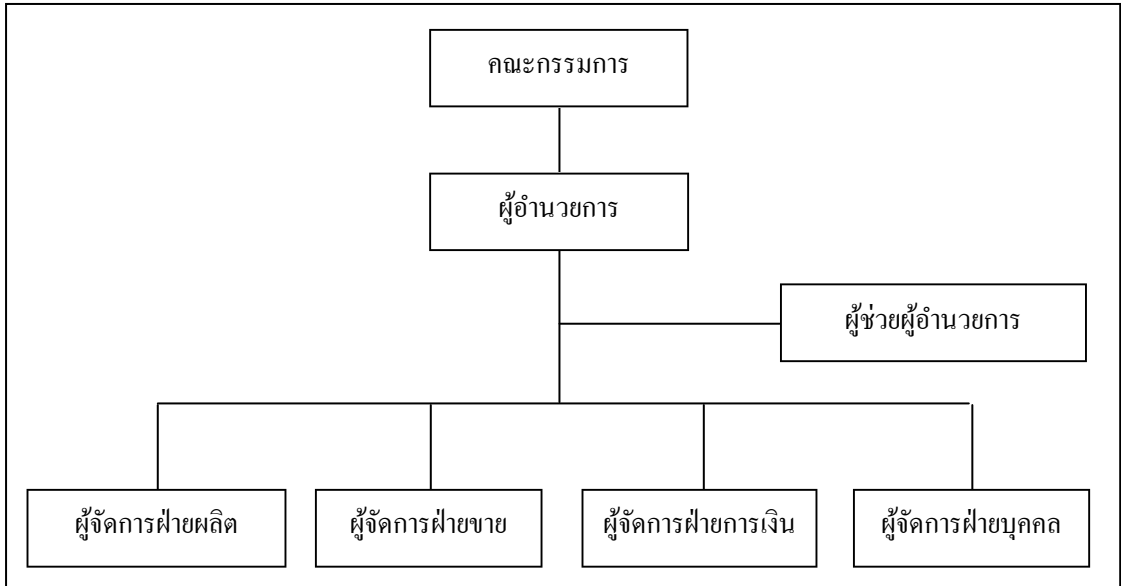 คณะกรรมการ
ผู้อำนวยการ
ผู้ช่วยผู้อำนวยการ
ผู้จัดการฝ่ายผลิต
ผู้จัดการฝ่ายขาย
ผู้จัดการฝ่ายการเงิน
ผู้จัดการฝ่ายบุคคล